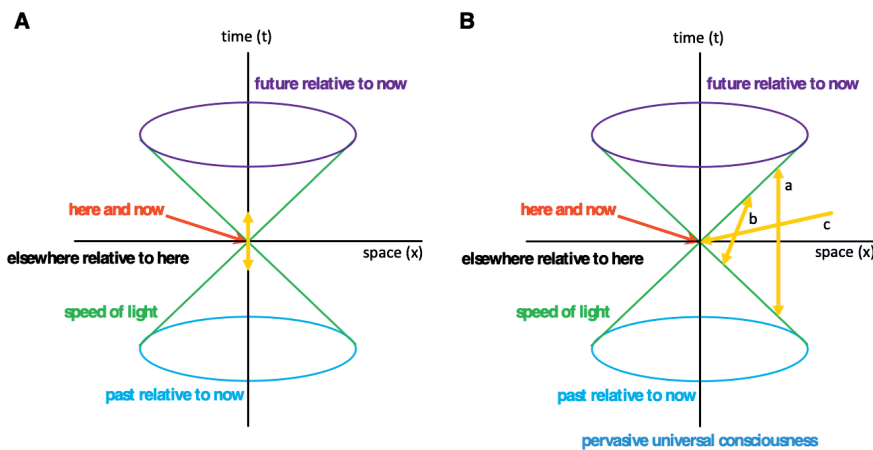 A
time (t)
future relative to now
here and now
space (x)
elsewhere relative to here
speed of light
past relative to now
B
time (t)
future relative to now
a
b
c
here and now
space (x)
elsewhere relative to here
speed of light
past relative to now
pervasive universal consciousness